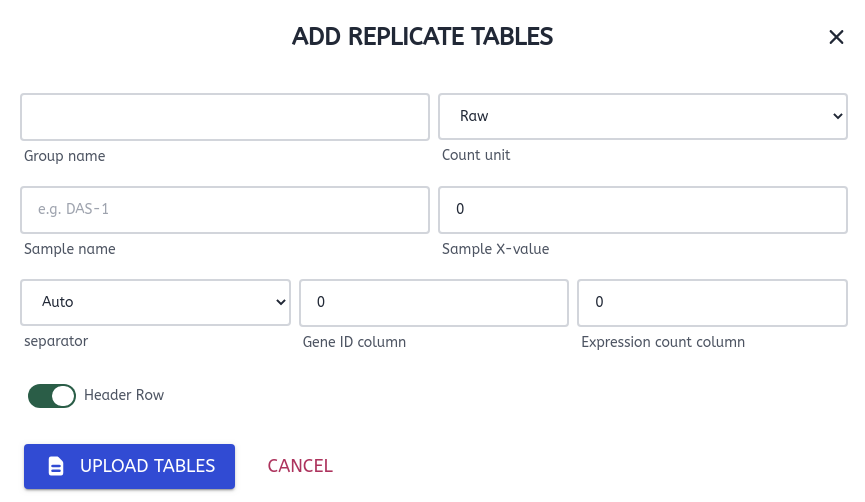 ADD REPLICATE TABLES
Raw
Group name
Count unit
e.g. DAS-1
0
Sample name
Sample X-value
Auto
0
0
separator
Gene ID column
Expression count column
Header Row
UPLOAD TABLES
CANCEL